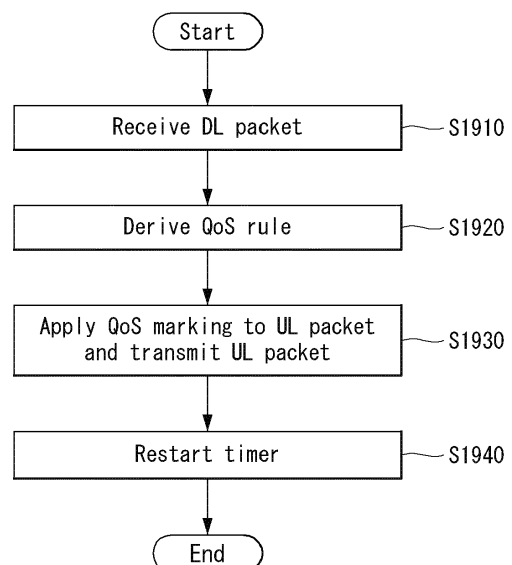 Start
Receive DL packet
S1910
Derive QoS rule
S1920
Apply QoS marking to UL packet
and transmit UL packet
S1930
Restart timer
S1940
End